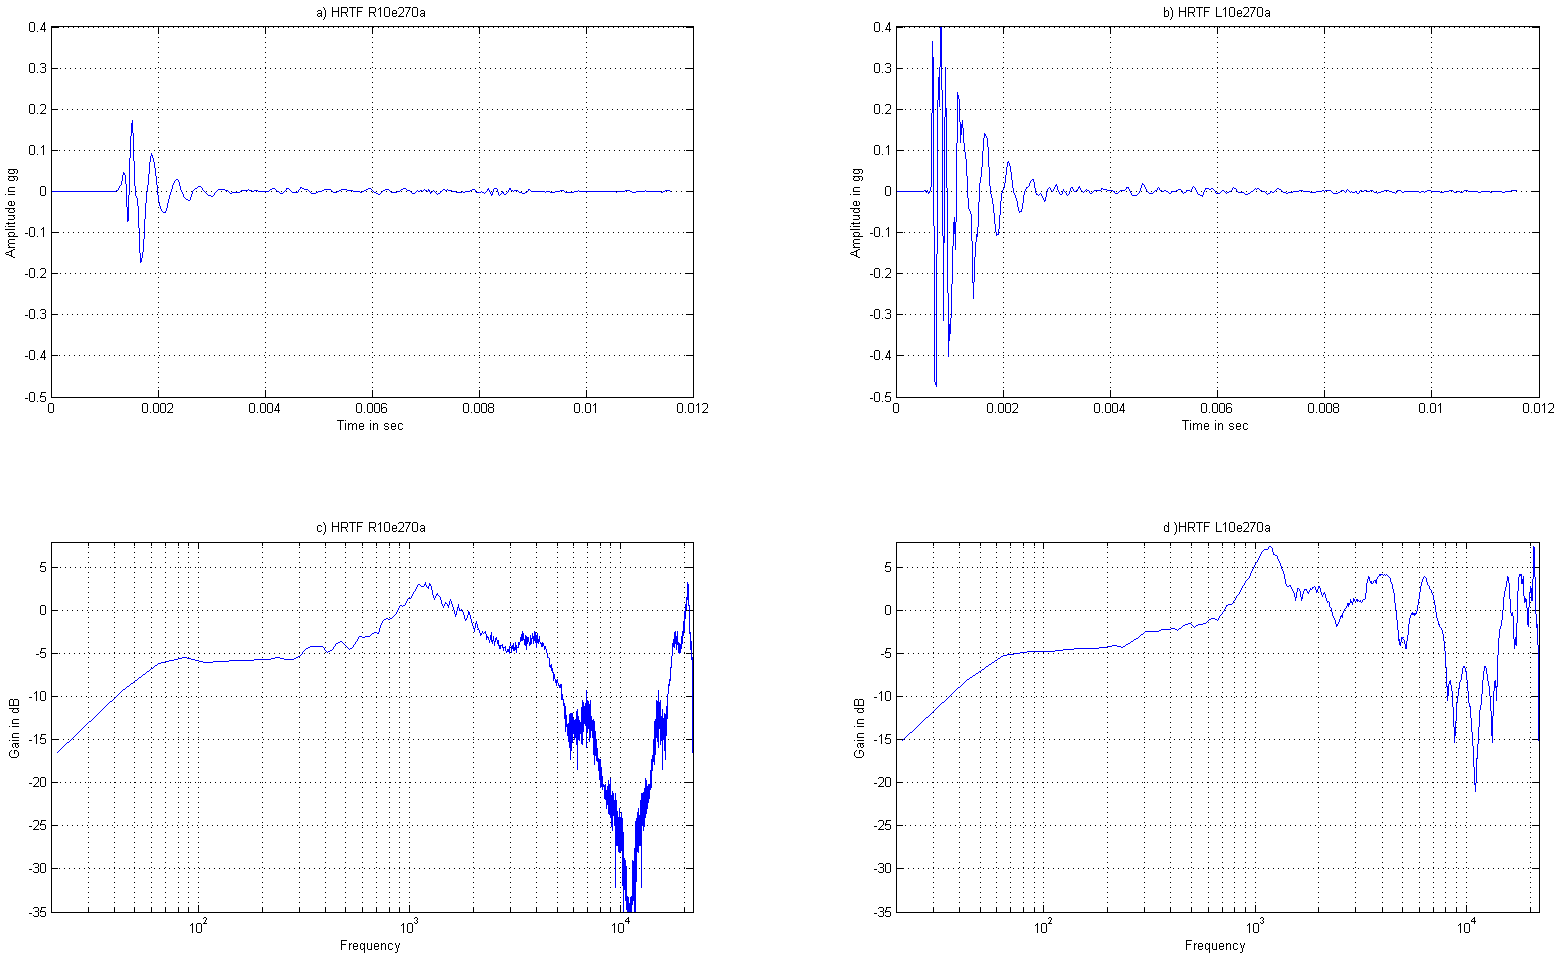 a) HRTF R10e270a
0.4
0.3
0.2
0.1
0
-0.1
-0.2
-0.3
-0.4
-0.5
Amplitude in gg
0 0.002 0.004 0.006 0.008 0.01 0.012
Time in sec
b) HRTF L10e270a
0.4
0.3
0.2
0.1
0
-0.1
-0.2
-0.3
-0.4
-0.5
Amplitude in gg
0 0.002 0.004 0.006 0.008 0.01 0.012
Time in sec
c) HRTF R10e270a
5
0
-5
-10
-15
-20
-25
-30
-35
Gain in dB
10² 10³ 10⁴
Frequency
d )HRTF L10e270a
5
0
-5
-10
-15
-20
-25
-30
-35
Gain in dB
10² 10³ 10⁴
Frequency